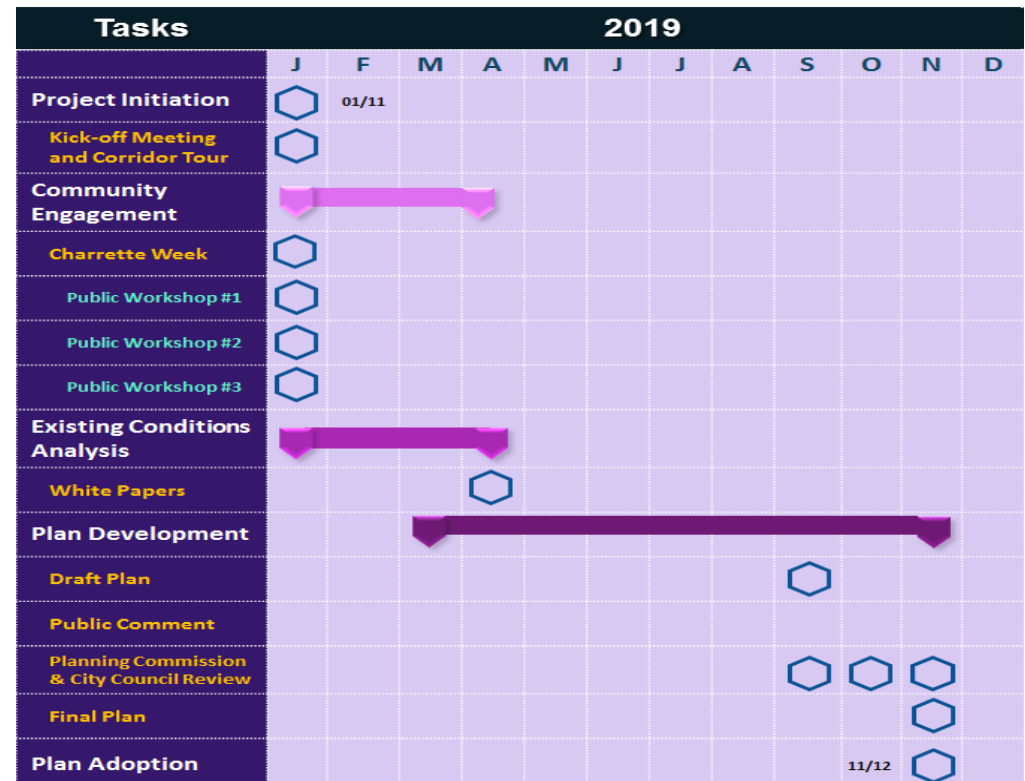 Tasks 2019
J F M A M J J A S O N D
Project Initiation 01/11
Kick-off Meeting
and Corridor Tour
Community
Engagement
Charrette Week
Public Workshop #1
Public Workshop #2
Public Workshop #3
Existing Conditions
Analysis
White Papers
Plan Development
Draft Plan
Public Comment
Planning Commission
& City Council Review
Final Plan
Plan Adoption 11/12